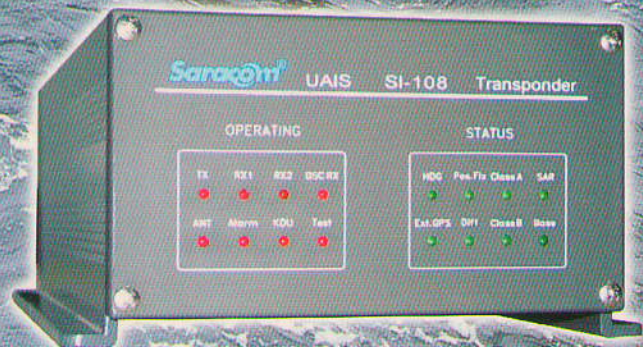 Saracom® UAIS SI-108 Transponder
OPERATING
TX RX1 RX2 DSC RX
ANT Alarm KDU Test
STATUS
HDG Pos.Fix Class A SAR
Ext.GPS Diff Class B Base